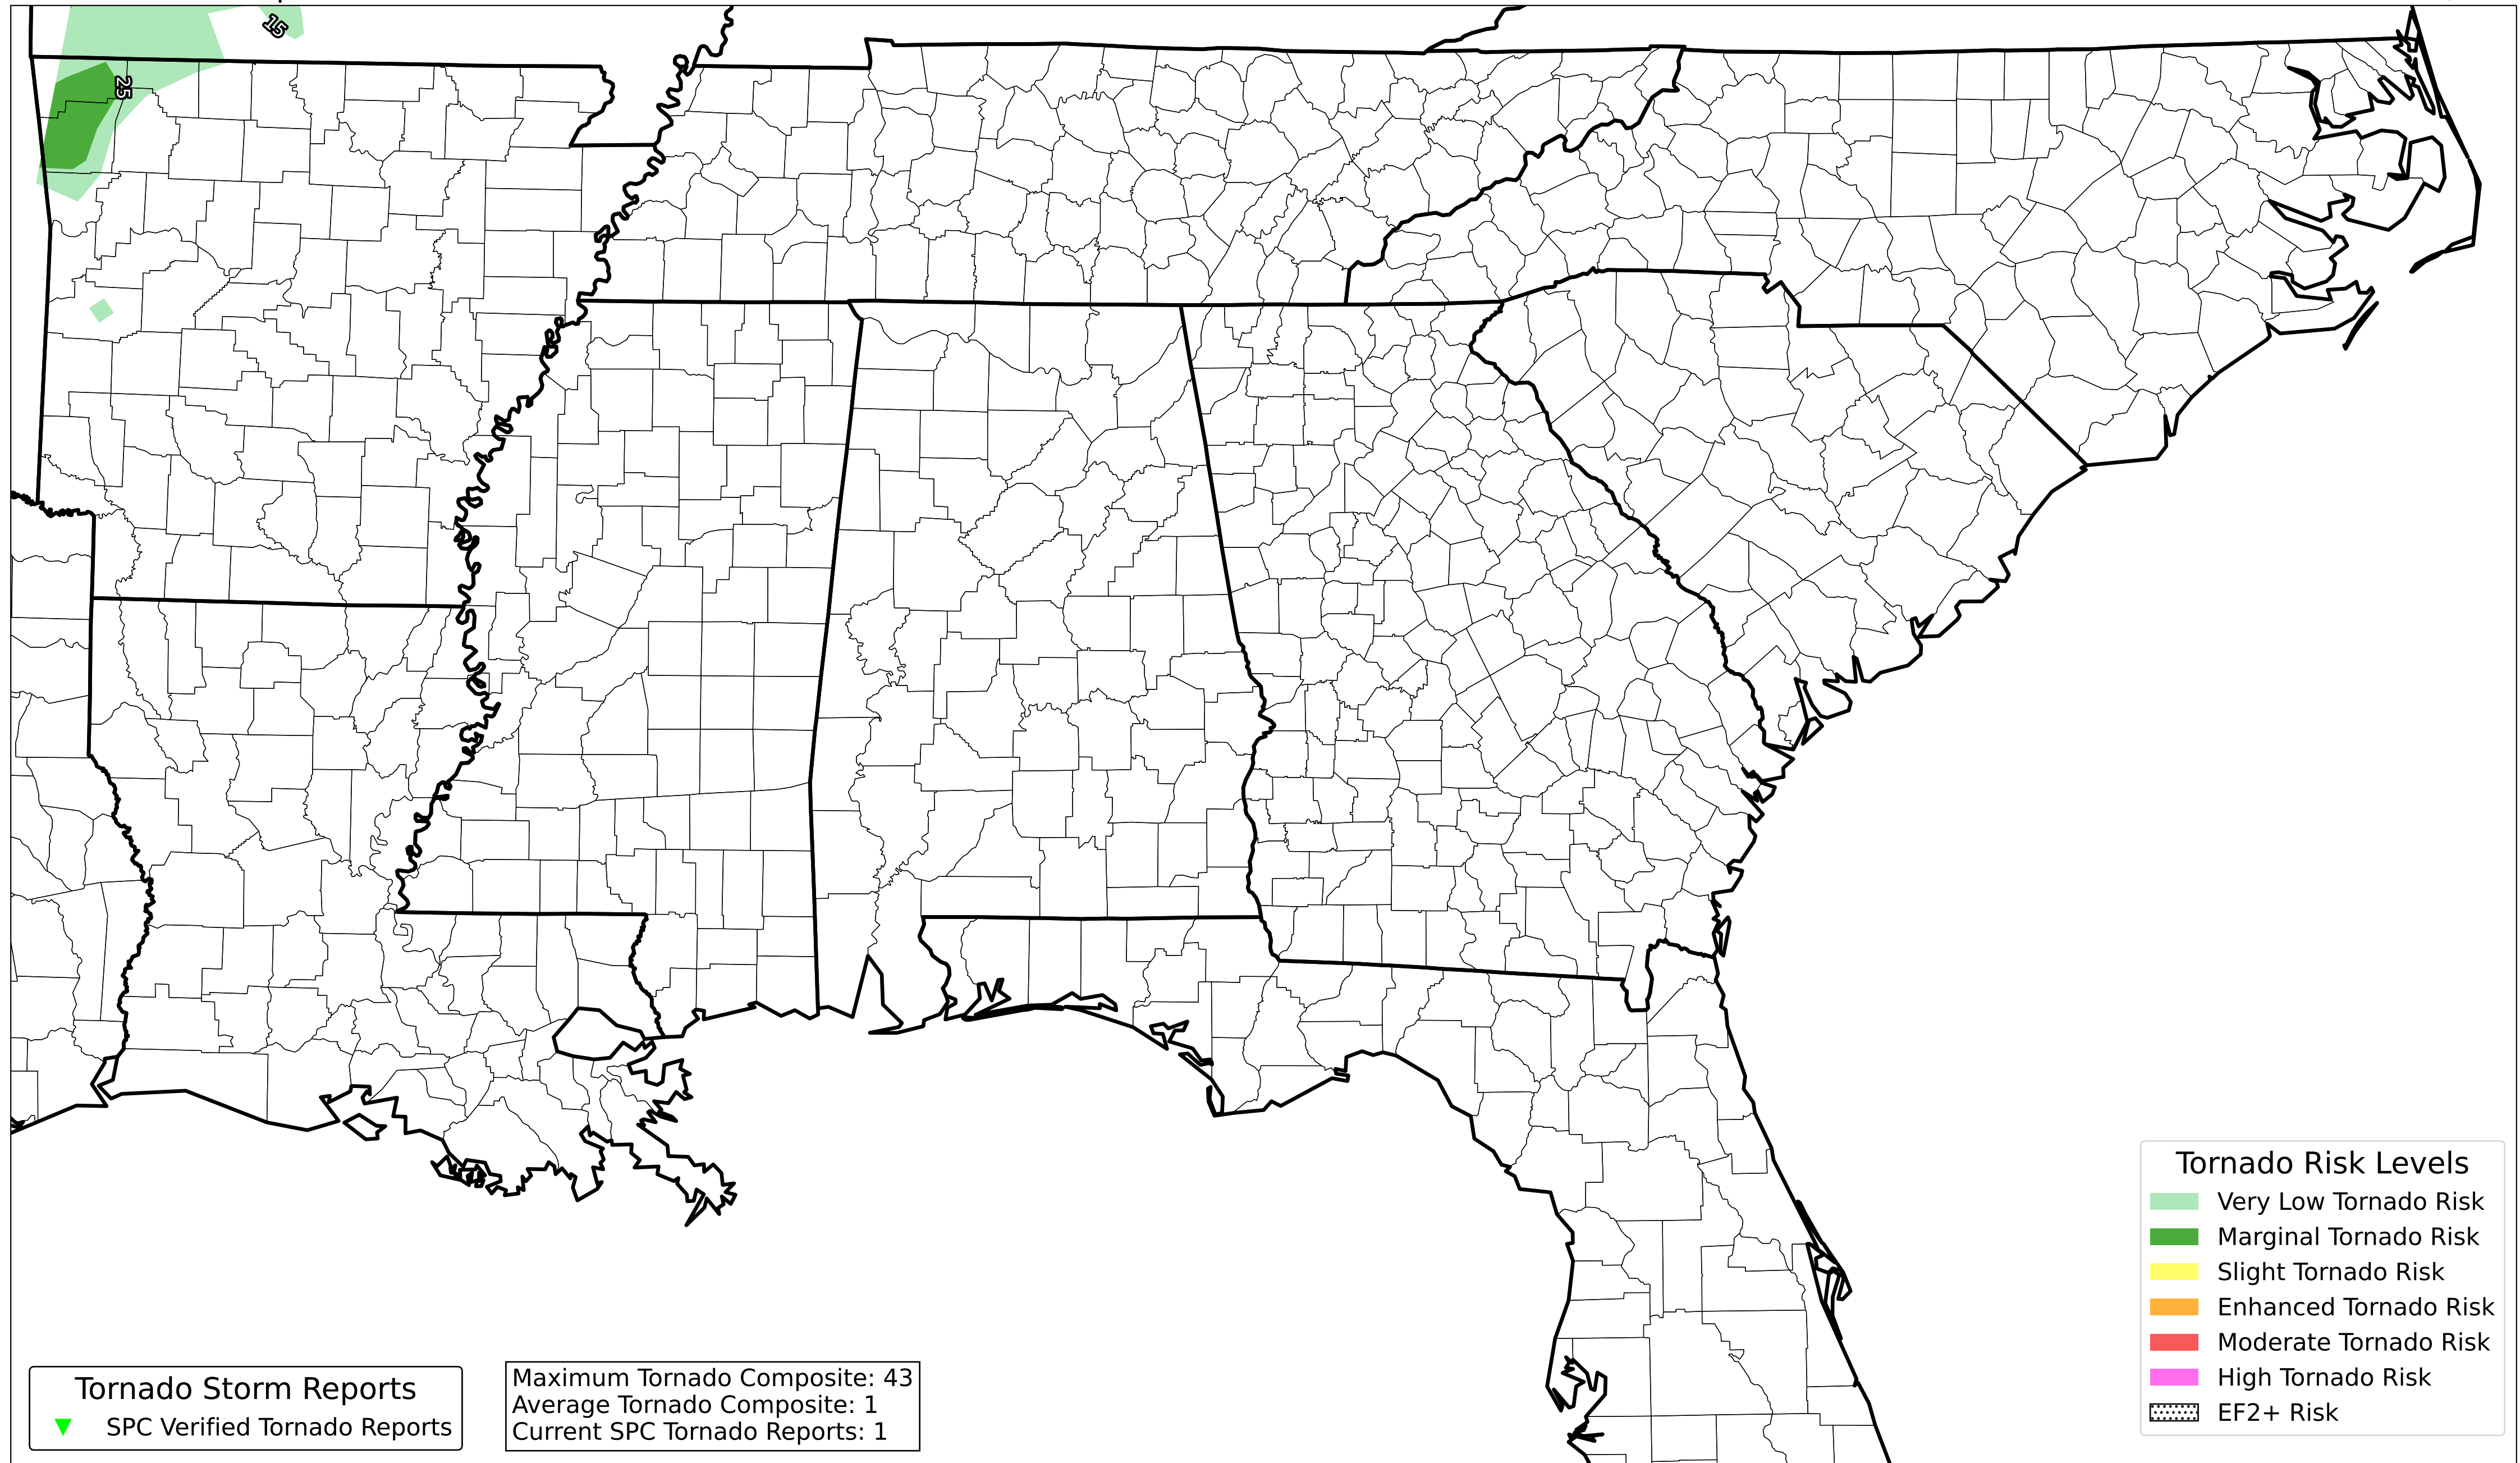 15
25
Tornado Risk Levels
Very Low Tornado Risk
Marginal Tornado Risk
Slight Tornado Risk
Enhanced Tornado Risk
Moderate Tornado Risk
High Tornado Risk
EF2+ Risk
Tornado Storm Reports
SPC Verified Tornado Reports
Maximum Tornado Composite: 43
Average Tornado Composite: 1
Current SPC Tornado Reports: 1